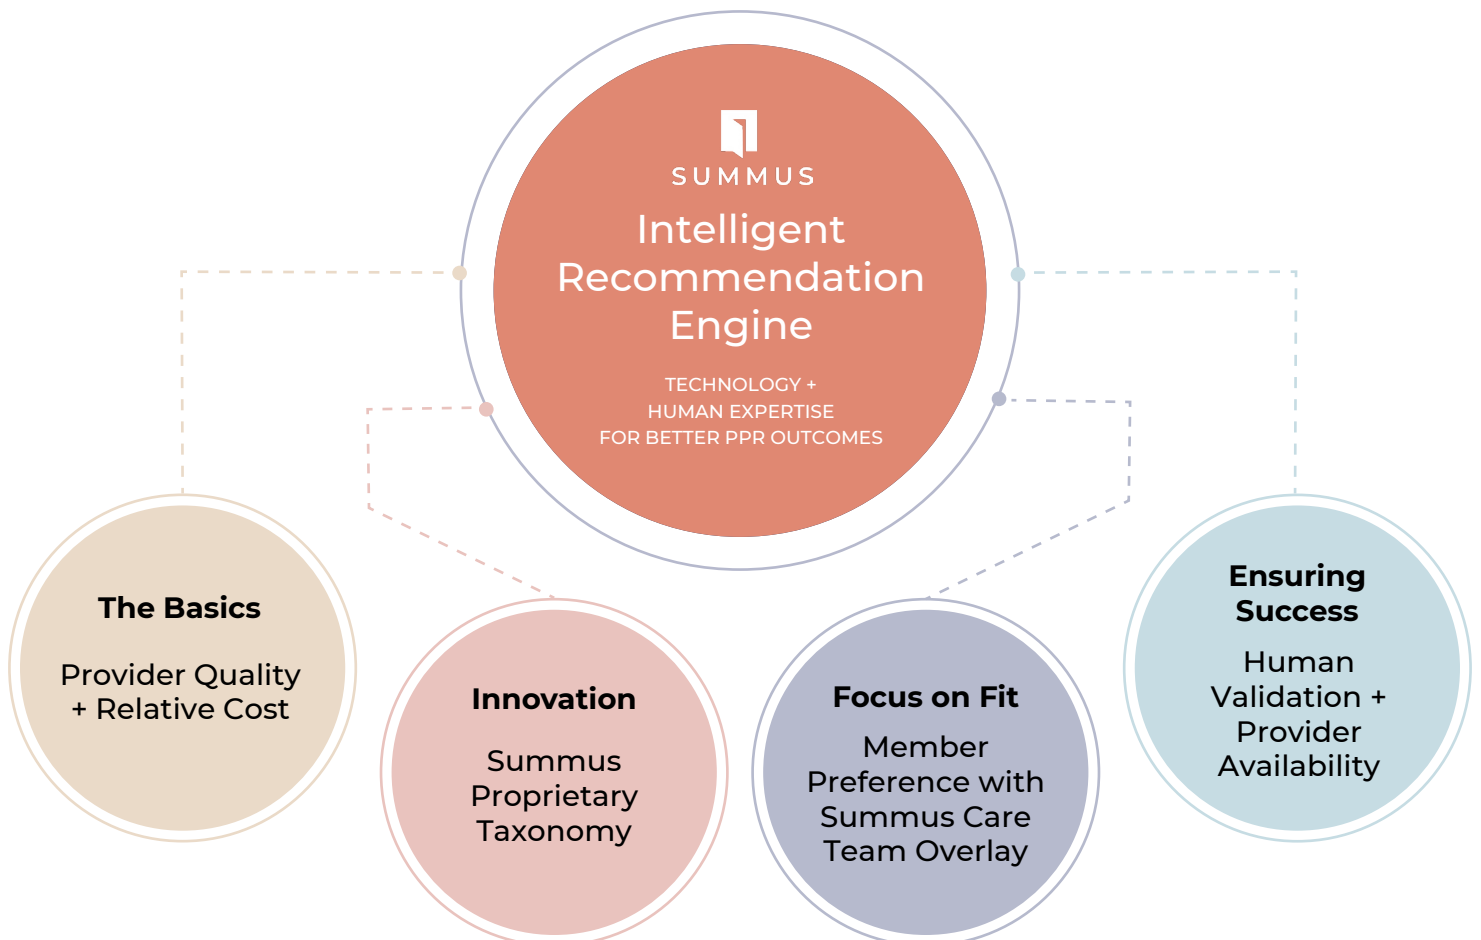 SUMMUS
Intelligent
Recommendation
Engine
TECHNOLOGY +
HUMAN EXPERTISE
FOR BETTER PPR OUTCOMES
The Basics
Provider Quality
+ Relative Cost
Innovation
Summus
Proprietary
Taxonomy
Focus on Fit
Member
Preference with
Summus Care
Team Overlay
Ensuring
Success
Human
Validation +
Provider
Availability